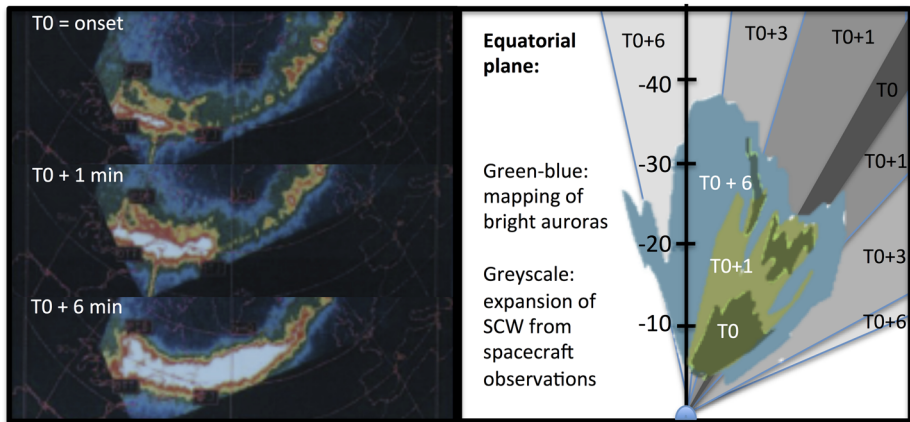 T0 = onset
T0 + 1 min
T0 + 6 min
Equatorial
plane:
Green-blue:
mapping of
bright auroras
Greyscale:
expansion of
SCW from
spacecraft
observations
T0+6
T0+3
T0+1
T0
T0+1
T0+3
T0+6
-40
-30
-20
-10
T0 + 6
T0+1
T0